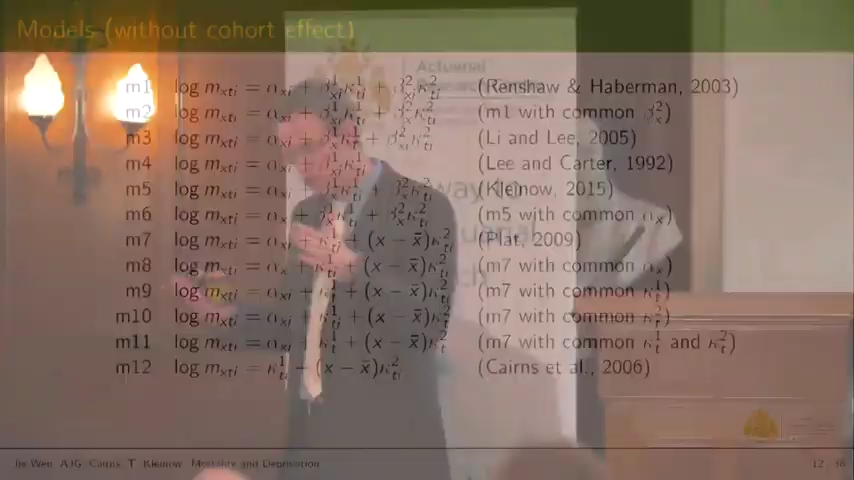 Models (without cohort effect)
Actuarial
m1 log m_xti = α_xi + β^1_xi κ^1_ti + β^2_xi κ^2_ti (Renshaw & Haberman, 2003)
m2 log m_xti = α_xi + β^1_xi κ^1_ti + β^2_x κ^2_ti (m1 with common β^2_x)
m3 log m_xti = α_xi + β^1_x κ^1_t + β^2_xi κ^2_ti (Li and Lee, 2005)
m4 log m_xti = α_xi + β^1_xi κ^1_ti (Lee and Carter, 1992)
m5 log m_xti = α_xi + β^1_x κ^1_ti + β^2_x κ^2_ti (Kleinow, 2015)
way to
m6 log m_xti = α_x + β^1_x κ^1_ti + β^2_x κ^2_ti (m5 with common α_x)
m7 log m_xti = α_xi + κ^1_ti + (x − x̄)κ^2_ti (Plat, 2009)
m8 log m_xti = α_x + κ^1_ti + (x − x̄)κ^2_ti (m7 with common α_x)
m9 log m_xti = α_xi + κ^1_t + (x − x̄)κ^2_ti (m7 with common κ^1_t)
m10 log m_xti = α_xi + κ^1_ti + (x − x̄)κ^2_t (m7 with common κ^2_t)
m11 log m_xti = α_xi + κ^1_t + (x − x̄)κ^2_t (m7 with common κ^1_t and κ^2_t)
m12 log m_xti = κ^1_ti + (x − x̄)κ^2_ti (Cairns et al., 2006)
Jie Wen, AJG. Cairns, T. Kleinow. Mortality and Deprivation